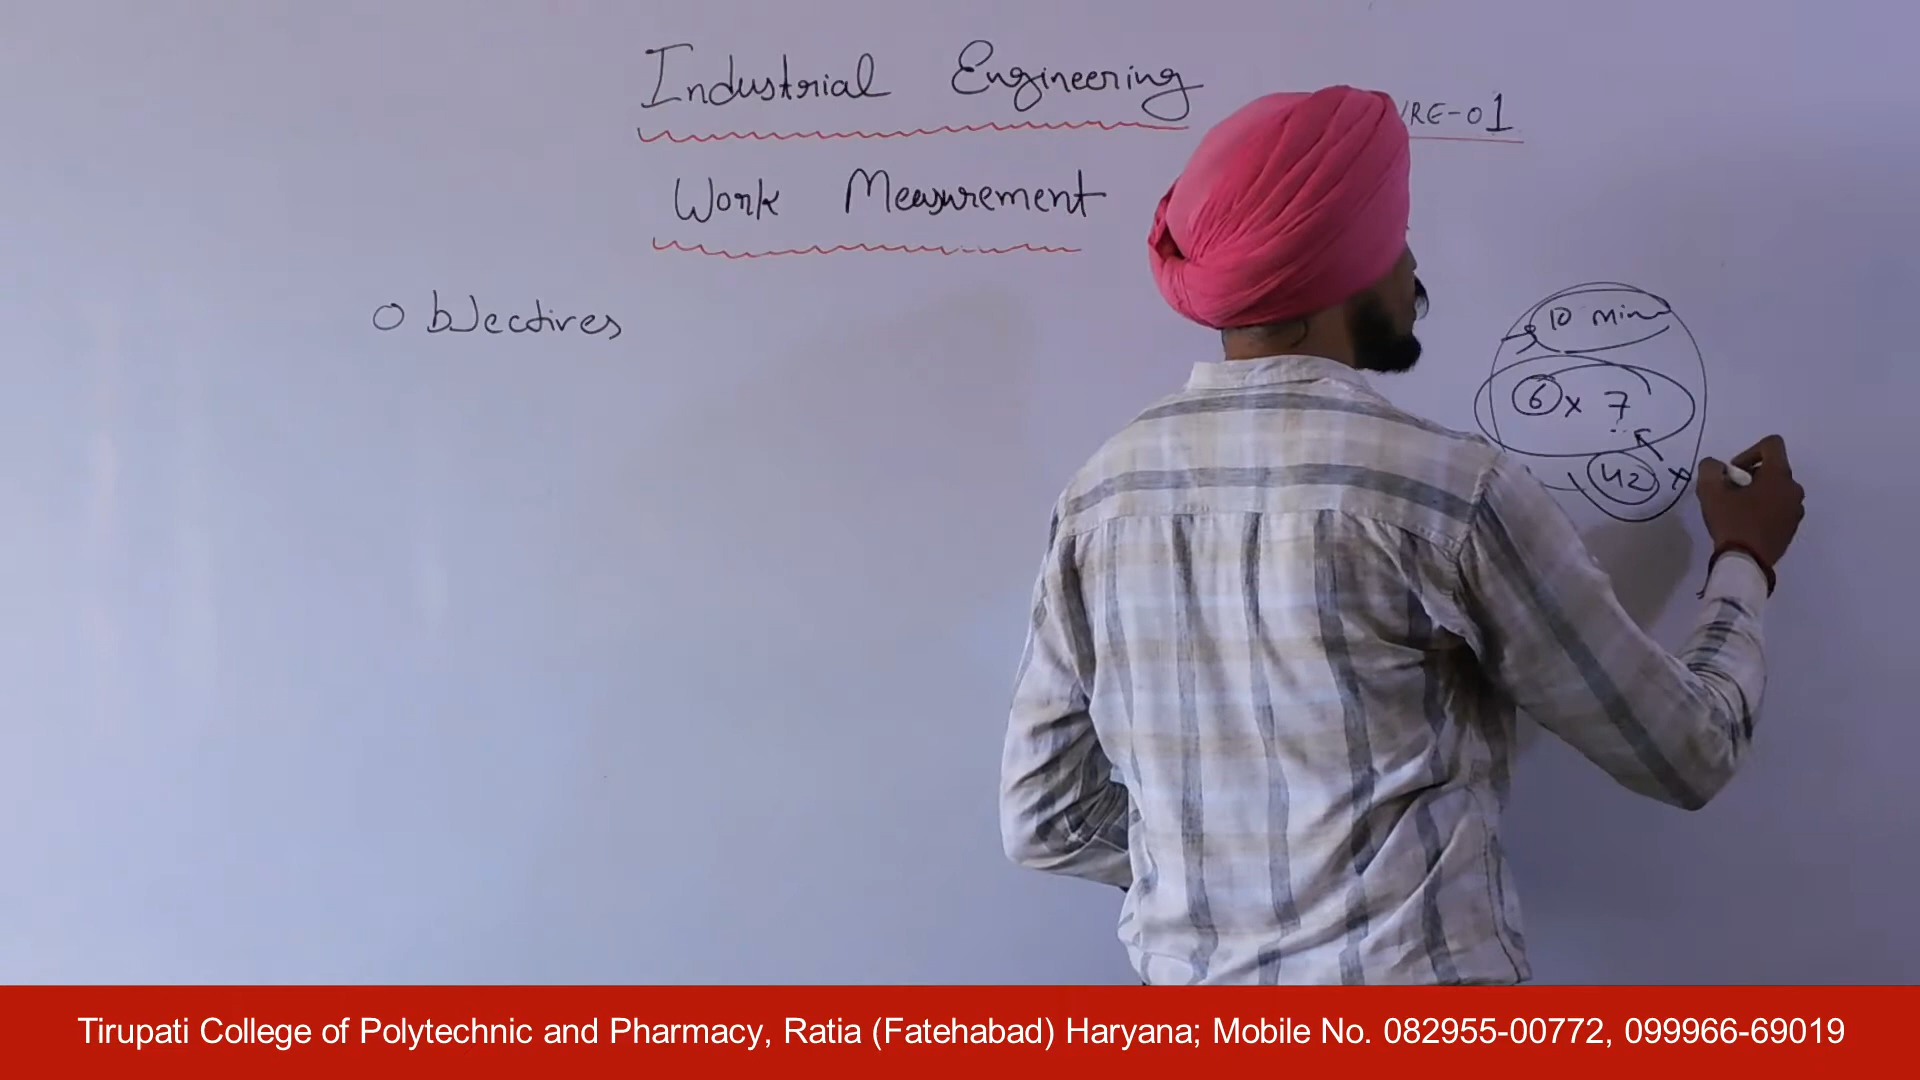 Industrial Engineering
URE-01
Work Measurement
Objectives
10 Min
6 x 7
42 x
Tirupati College of Polytechnic and Pharmacy, Ratia (Fatehabad) Haryana; Mobile No. 082955-00772, 099966-69019